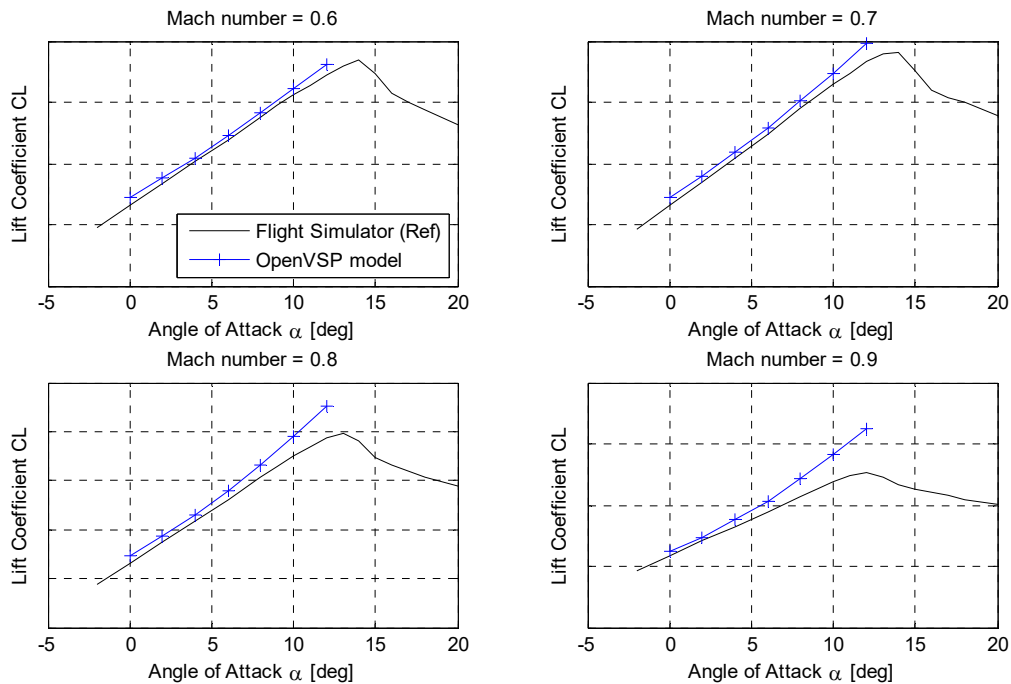 Mach number = 0.6
Lift Coefficient CL
Flight Simulator (Ref)
OpenVSP model
-5 0 5 10 15 20
Angle of Attack α [deg]
Mach number = 0.7
Lift Coefficient CL
-5 0 5 10 15 20
Angle of Attack α [deg]
Mach number = 0.8
Lift Coefficient CL
-5 0 5 10 15 20
Angle of Attack α [deg]
Mach number = 0.9
Lift Coefficient CL
-5 0 5 10 15 20
Angle of Attack α [deg]